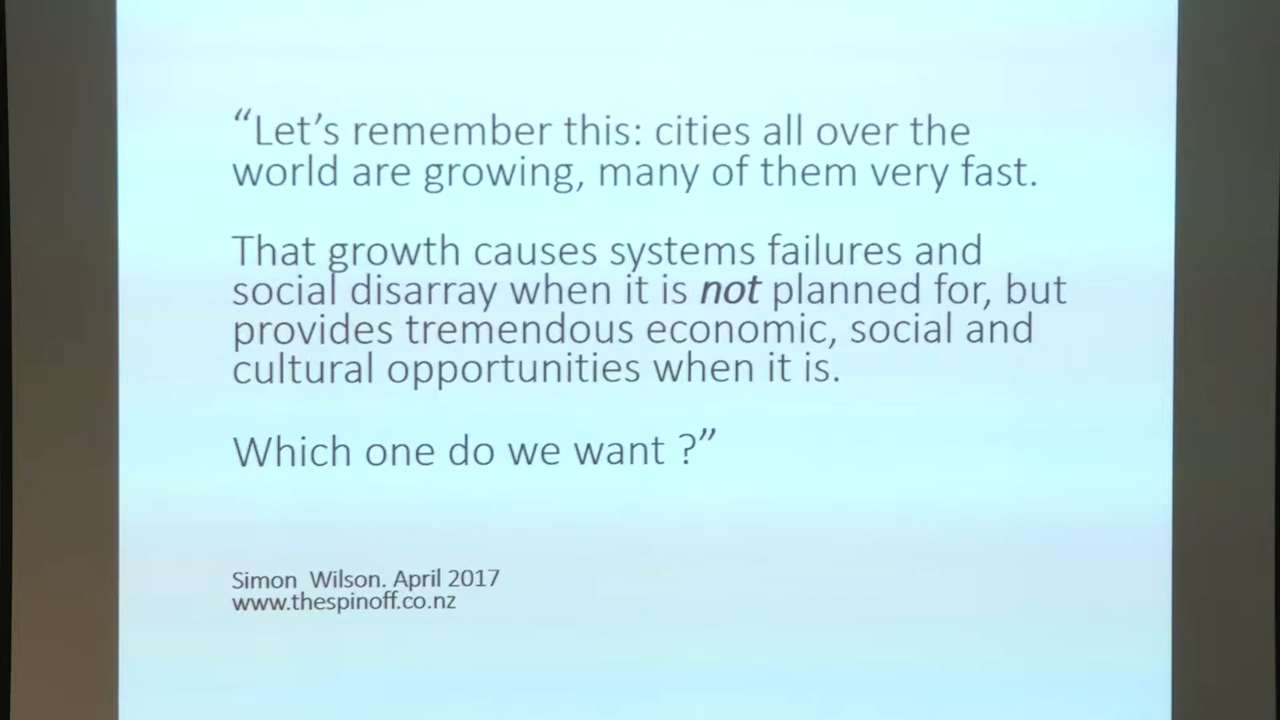 “Let’s remember this: cities all over the
world are growing, many of them very fast.
That growth causes systems failures and
social disarray when it is not planned for, but
provides tremendous economic, social and
cultural opportunities when it is.
Which one do we want ?”
Simon  Wilson. April 2017
www.thespinoff.co.nz